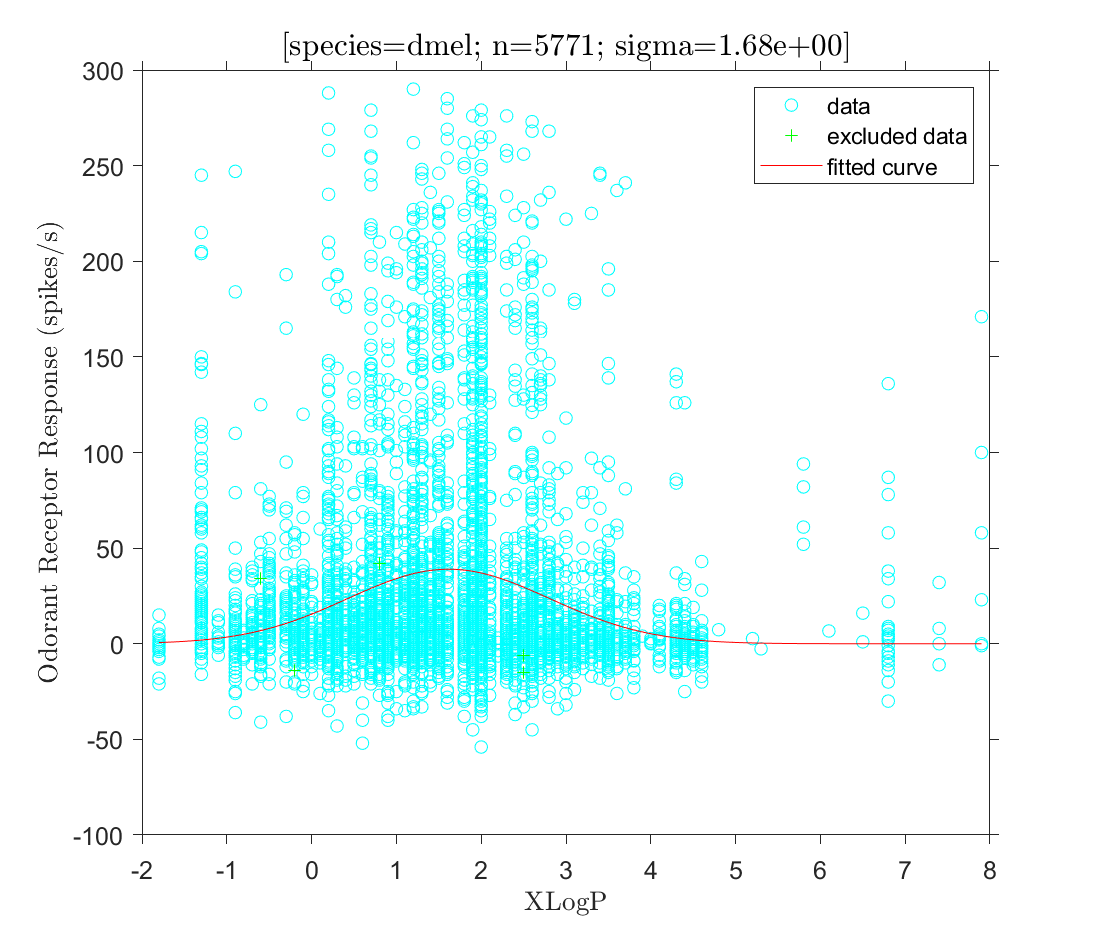 [species=dmel; n=5771; sigma=1.68e+00]
300
250
200
150
100
50
0
-50
-100
Odorant Receptor Response (spikes/s)
data
excluded data
fitted curve
-2 -1 0 1 2 3 4 5 6 7 8
XLogP